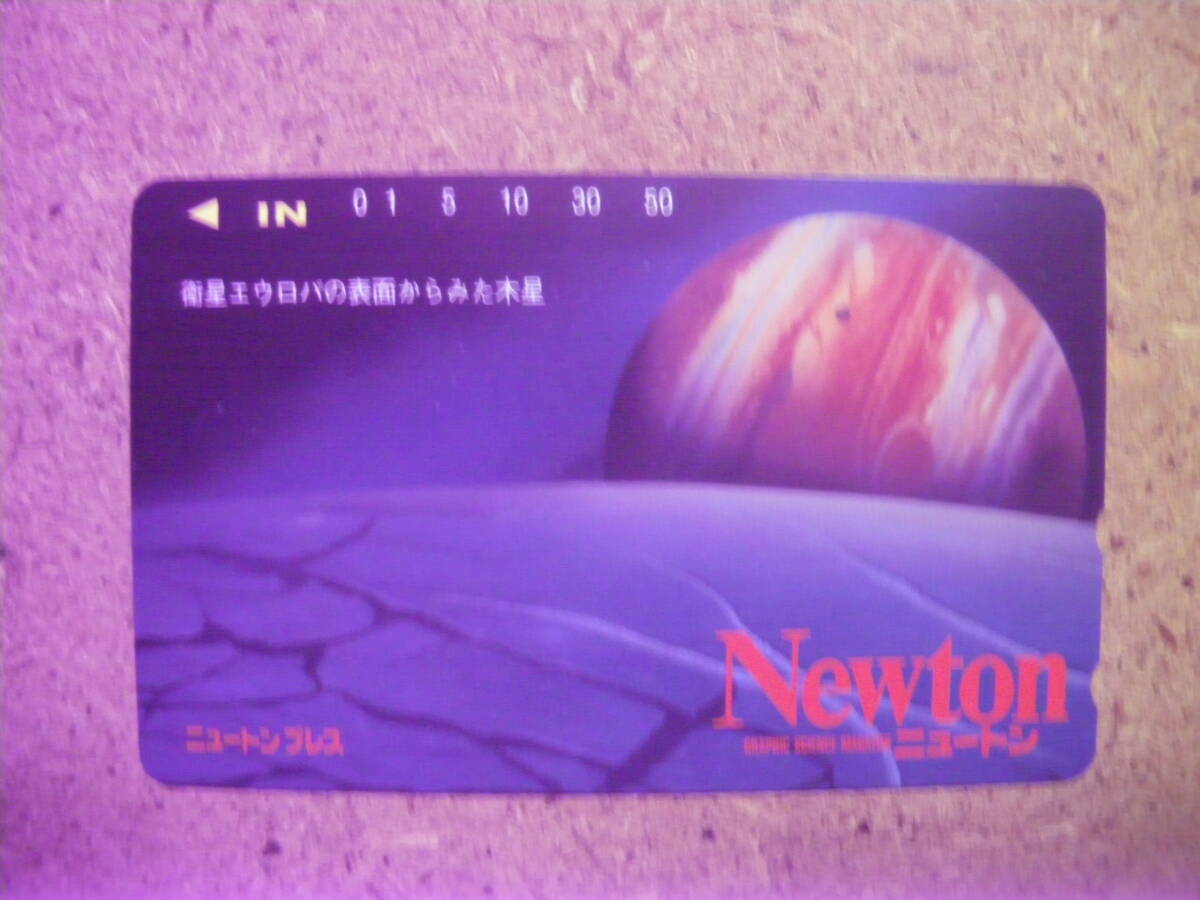 ◀ IN 0 1 5 10 30 50
衛星エウロパの表面からみた木星
Newton
GRAPHIC SCIENCE MAGAZINE ニュートン
ニュートン プレス